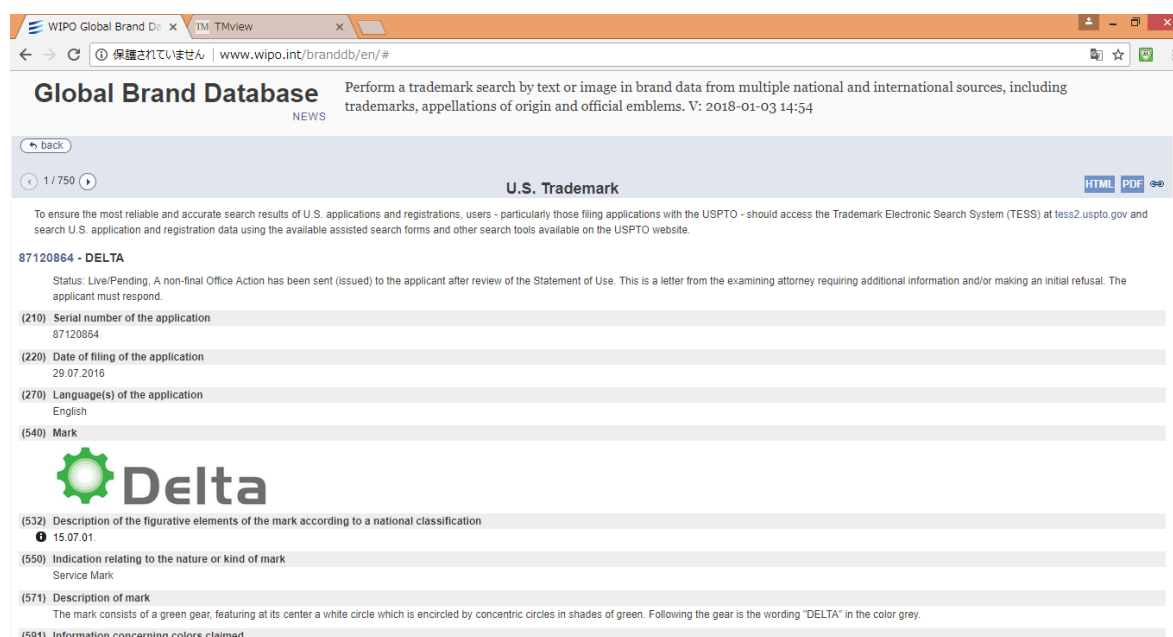 WIPO Global Brand Da
TM TMview
保護されていません | www.wipo.int/branddb/en/#
Global Brand Database
NEWS
Perform a trademark search by text or image in brand data from multiple national and international sources, including
trademarks, appellations of origin and official emblems. V: 2018-01-03 14:54
back
1 / 750
U.S. Trademark
HTML PDF
To ensure the most reliable and accurate search results of U.S. applications and registrations, users - particularly those filing applications with the USPTO - should access the Trademark Electronic Search System (TESS) at tess2.uspto.gov and
search U.S. application and registration data using the available assisted search forms and other search tools available on the USPTO website.
87120864 - DELTA
Status: Live/Pending, A non-final Office Action has been sent (issued) to the applicant after review of the Statement of Use. This is a letter from the examining attorney requiring additional information and/or making an initial refusal. The
applicant must respond.
(210) Serial number of the application
87120864
(220) Date of filing of the application
29.07.2016
(270) Language(s) of the application
English
(540) Mark
Delta
(532) Description of the figurative elements of the mark according to a national classification
15.07.01.
(550) Indication relating to the nature or kind of mark
Service Mark
(571) Description of mark
The mark consists of a green gear, featuring at its center a white circle which is encircled by concentric circles in shades of green. Following the gear is the wording "DELTA" in the color grey.
(591) Information concerning colors claimed